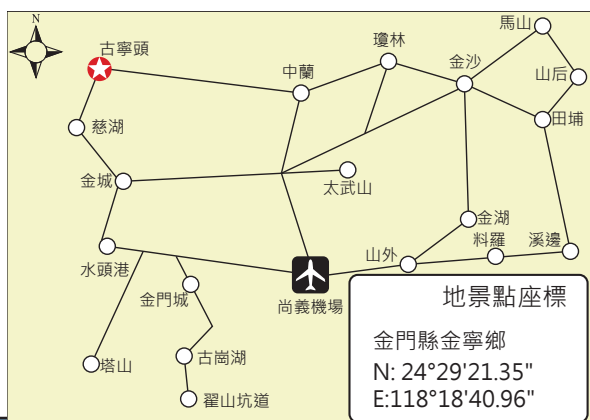 N
馬山
古寧頭
瓊林
金沙
中蘭
山后
慈湖
田埔
金城
太武山
金湖
料羅
溪邊
水頭港
山外
金門城
尚義機場
塔山
古崗湖
翟山坑道
地景點座標
金門縣金寧鄉
N: 24°29'21.35"
E:118°18'40.96"